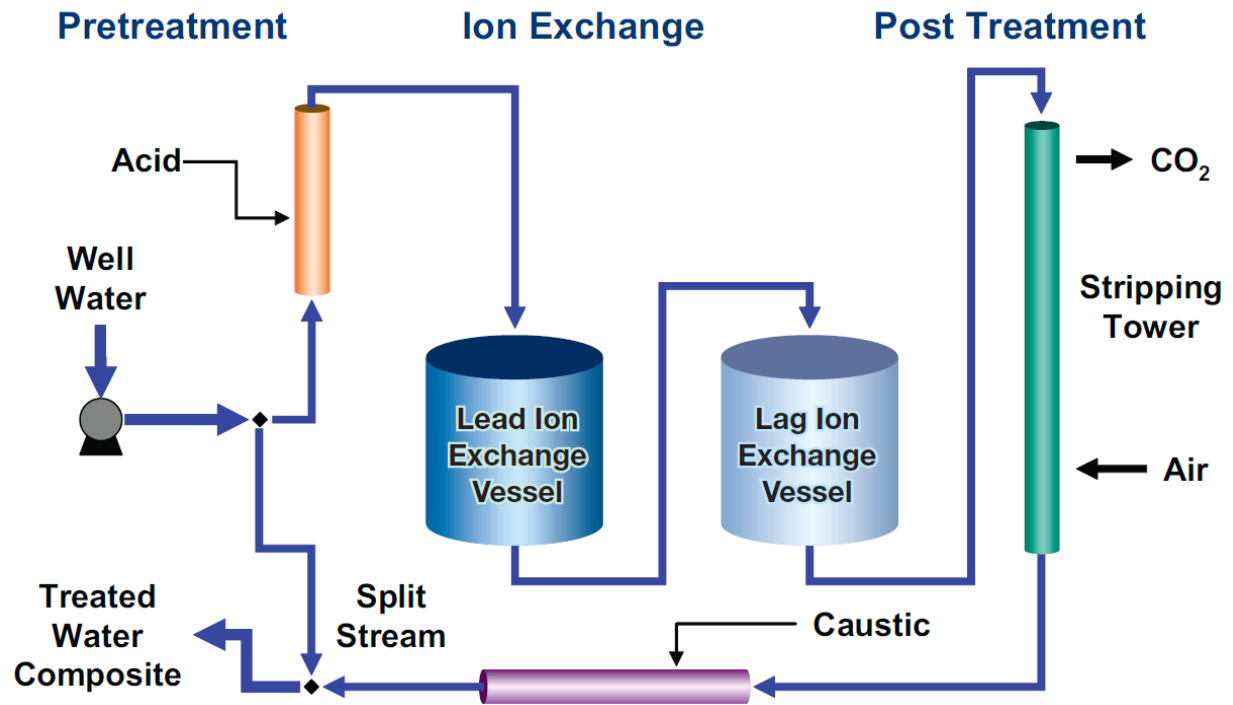 Pretreatment
Ion Exchange
Post Treatment
Acid
CO₂
Well
Water
Stripping
Tower
Lead Ion
Exchange
Vessel
Lag Ion
Exchange
Vessel
Air
Treated
Water
Composite
Split
Stream
Caustic